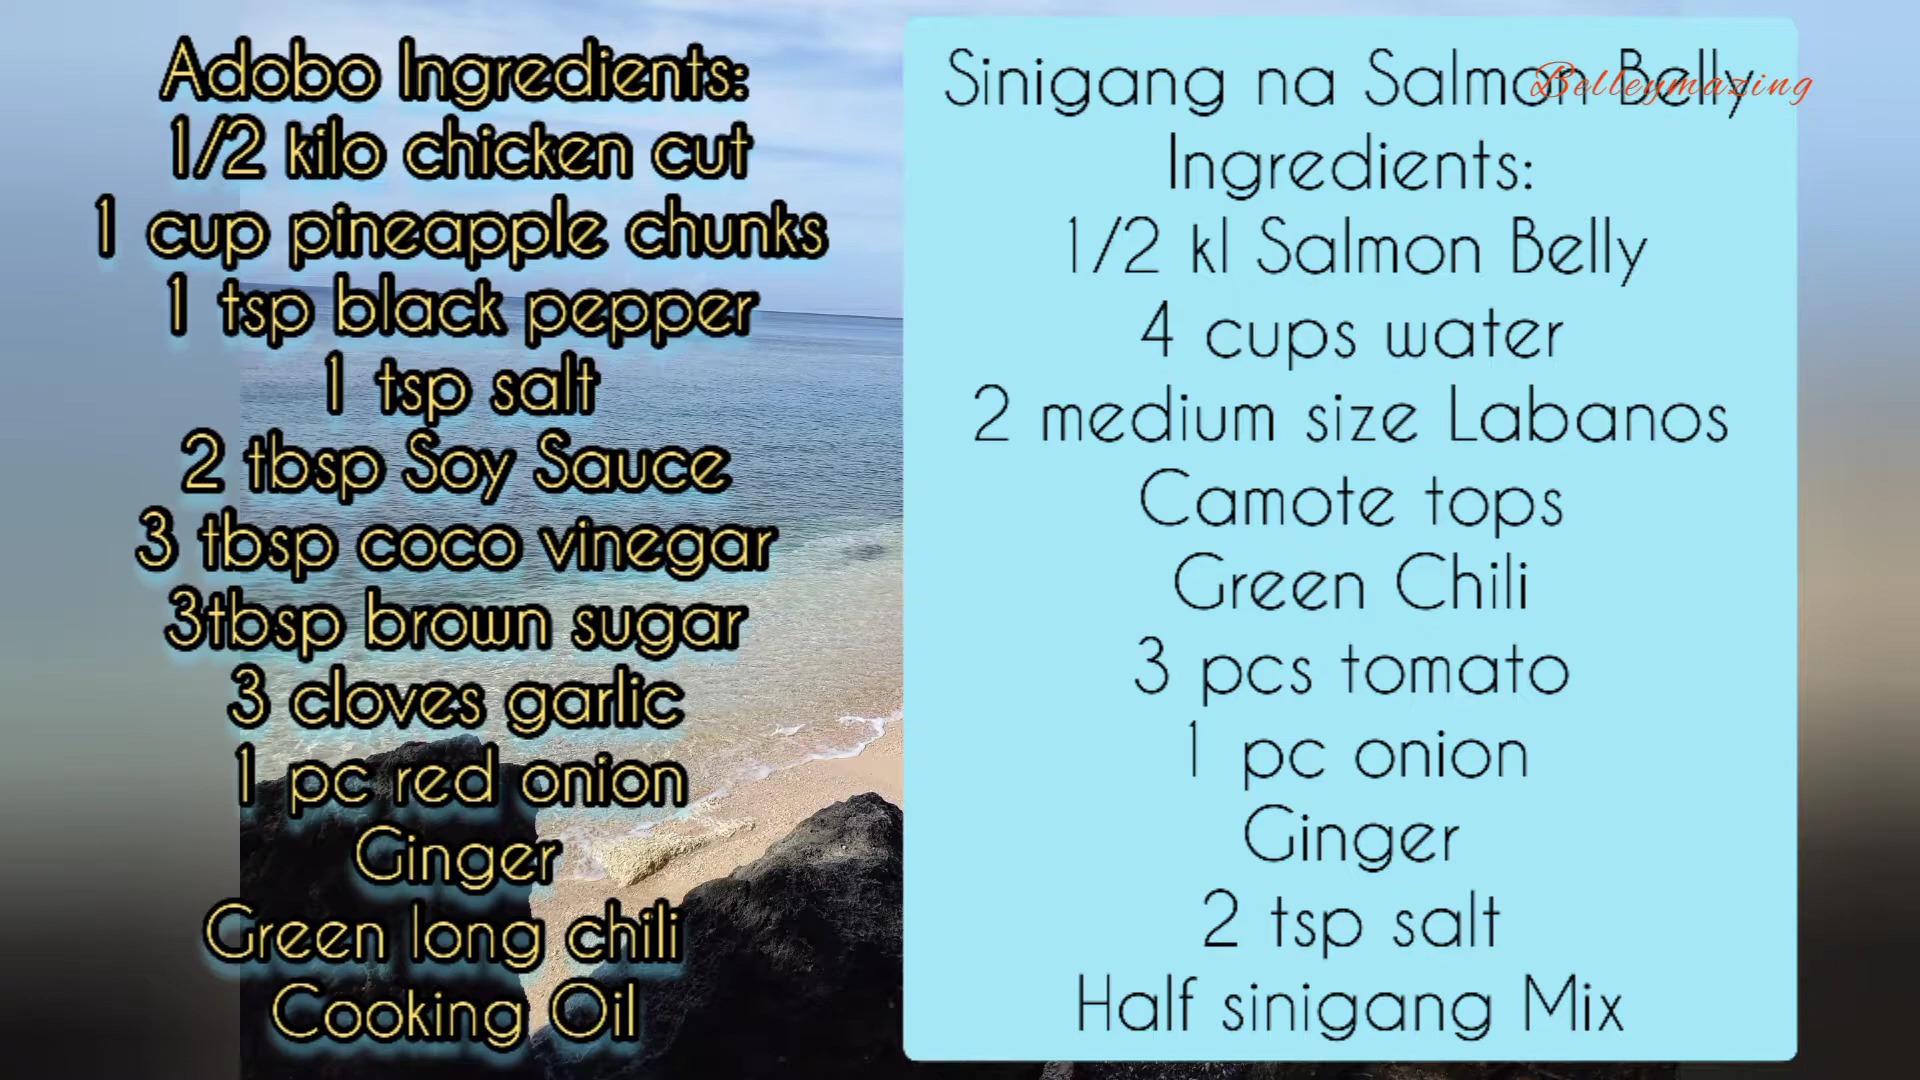 Adobo Ingredients:
1/2 kilo chicken cut
1 cup pineapple chunks
1 tsp black pepper
1 tsp salt
2 tbsp Soy Sauce
3 tbsp coco vinegar
3tbsp brown sugar
3 cloves garlic
1 pc red onion
Ginger
Green long chili
Cooking Oil
Sinigang na Salmon Belly
Belleymazing
Ingredients:
1/2 kl Salmon Belly
4 cups water
2 medium size Labanos
Camote tops
Green Chili
3 pcs tomato
1 pc onion
Ginger
2 tsp salt
Half sinigang Mix